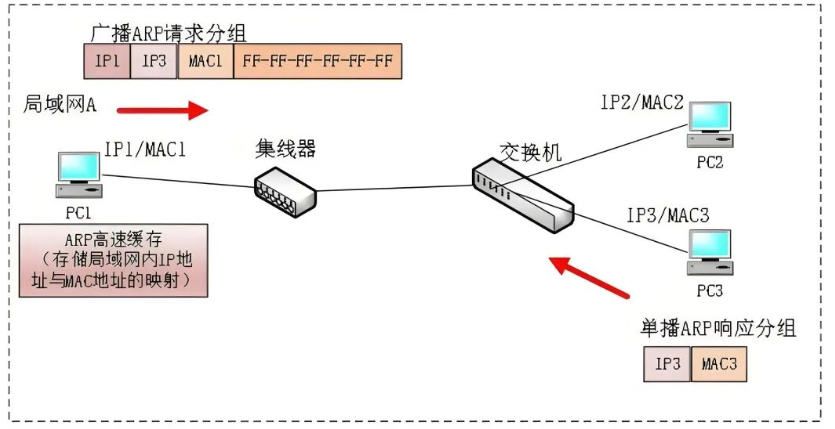 广播ARP请求分组
IP1 IP3 MAC1 FF-FF-FF-FF-FF-FF
局域网A
IP1/MAC1
集线器
交换机
IP2/MAC2
PC2
PC1
IP3/MAC3
PC3
ARP高速缓存
（存储局域网内IP地
址与MAC地址的映射）
单播ARP响应分组
IP3 MAC3